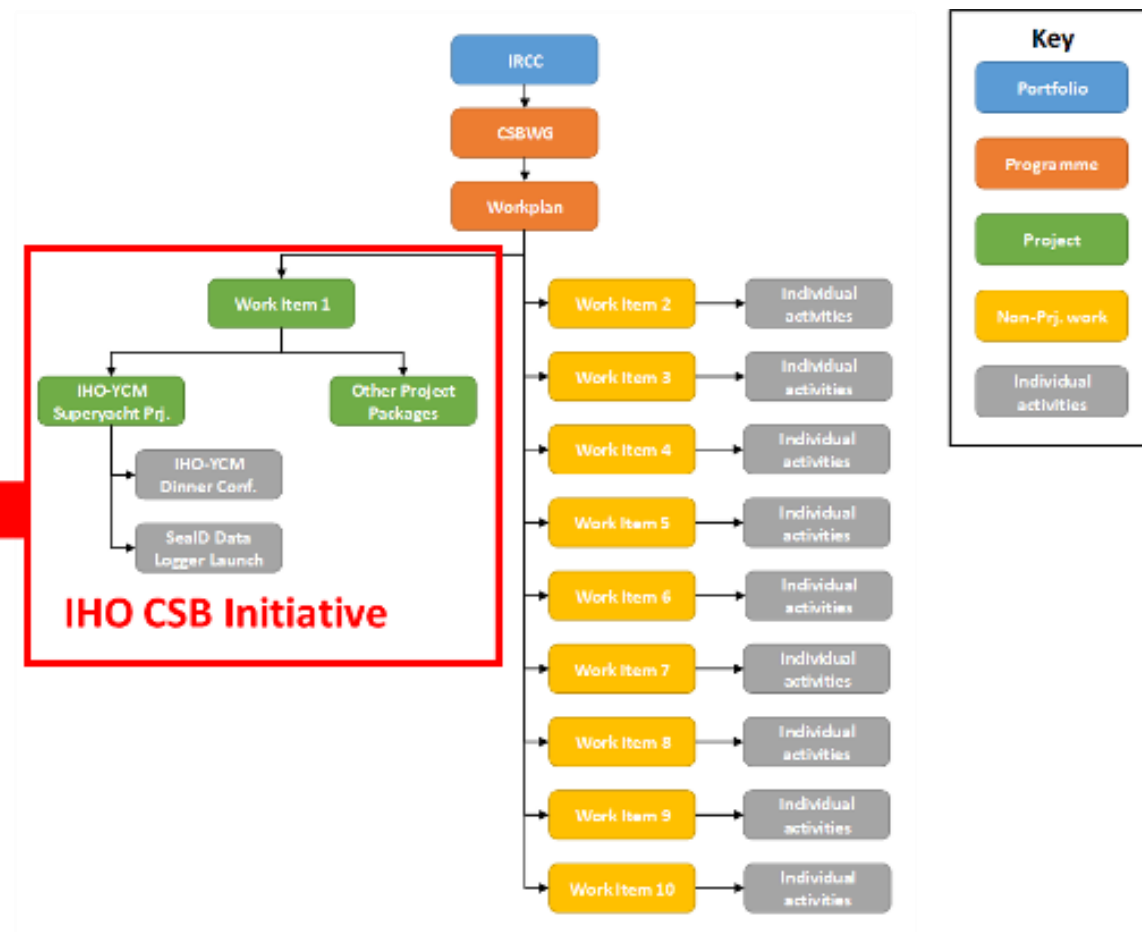 IRCC
CSBWG
Workplan
Work Item 1
IHO-YCM
Superyacht Prj.
Other Project
Packages
IHO-YCM
Dinner Conf.
SeaID Data
Logger Launch
IHO CSB Initiative
Work Item 2
Individual
activities
Work Item 3
Individual
activities
Work Item 4
Individual
activities
Work Item 5
Individual
activities
Work Item 6
Individual
activities
Work Item 7
Individual
activities
Work Item 8
Individual
activities
Work Item 9
Individual
activities
Work Item 10
Individual
activities
Key
Portfolio
Programme
Project
Non-Prj. work
Individual
activities